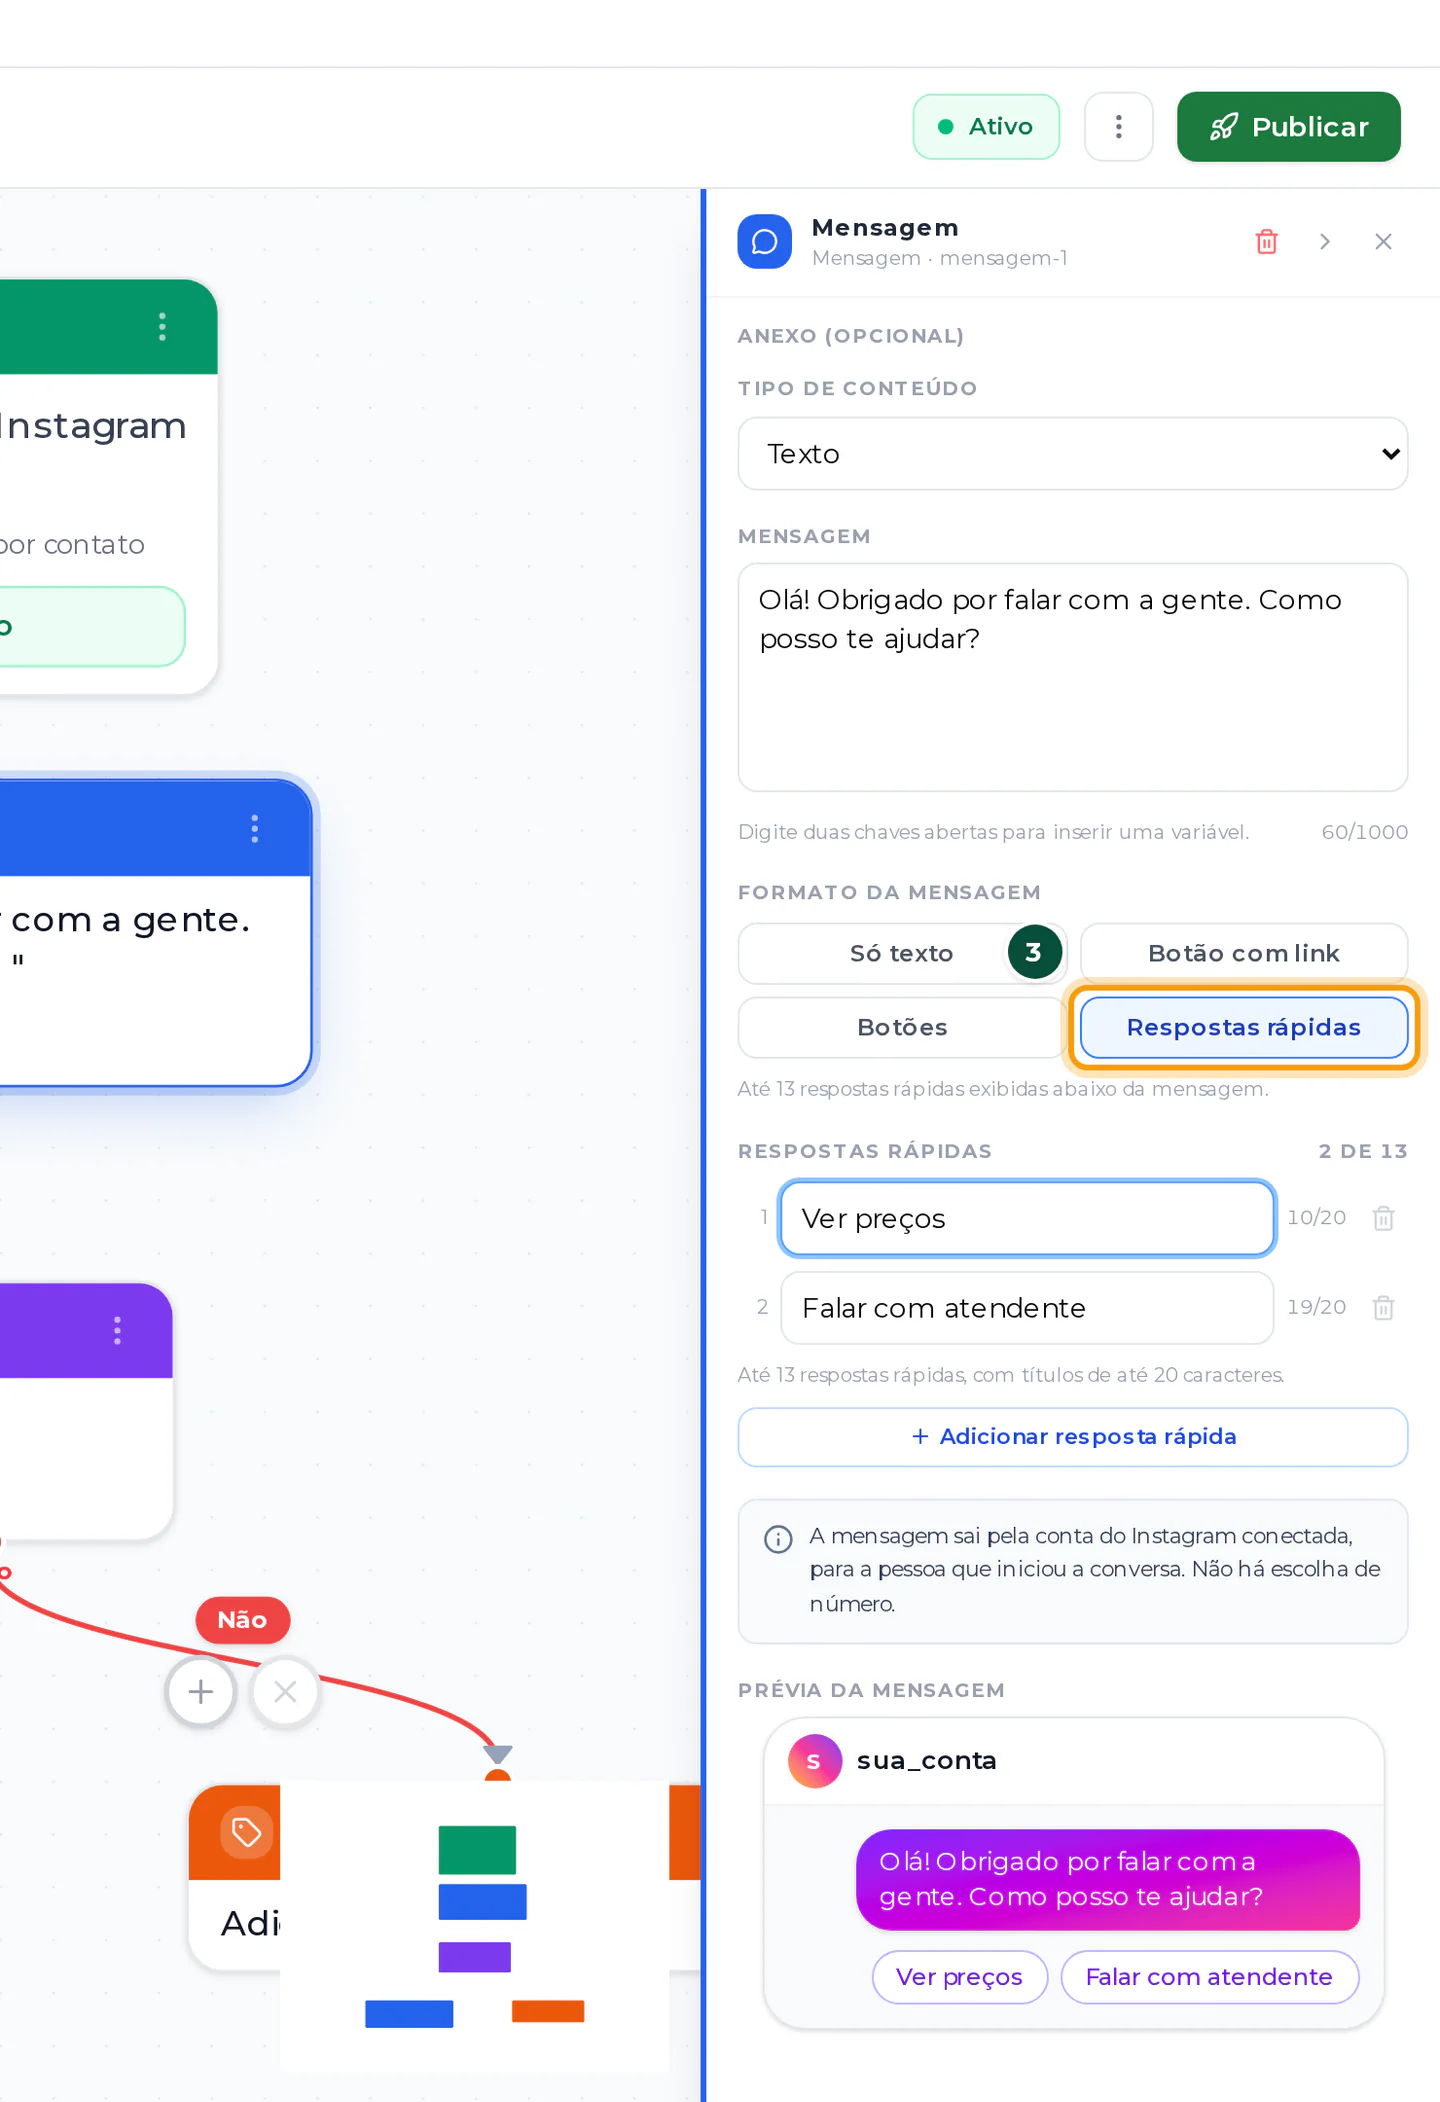 Ativo
Publicar
Mensagem
Mensagem · mensagem-1
ANEXO (OPCIONAL)
TIPO DE CONTEÚDO
Texto
MENSAGEM
Olá! Obrigado por falar com a gente. Como
posso te ajudar?
Digite duas chaves abertas para inserir uma variável.
60/1000
FORMATO DA MENSAGEM
Só texto
3
Botão com link
Botões
Respostas rápidas
Até 13 respostas rápidas exibidas abaixo da mensagem.
RESPOSTAS RÁPIDAS
2 DE 13
1
Ver preços
10/20
2
Falar com atendente
19/20
Até 13 respostas rápidas, com títulos de até 20 caracteres.
+ Adicionar resposta rápida
A mensagem sai pela conta do Instagram conectada,
para a pessoa que iniciou a conversa. Não há escolha de
número.
PRÉVIA DA MENSAGEM
S
sua_conta
Olá! Obrigado por falar com a
gente. Como posso te ajudar?
Ver preços
Falar com atendente
Instagram
por contato
o
com a gente.
"
Não
Adi